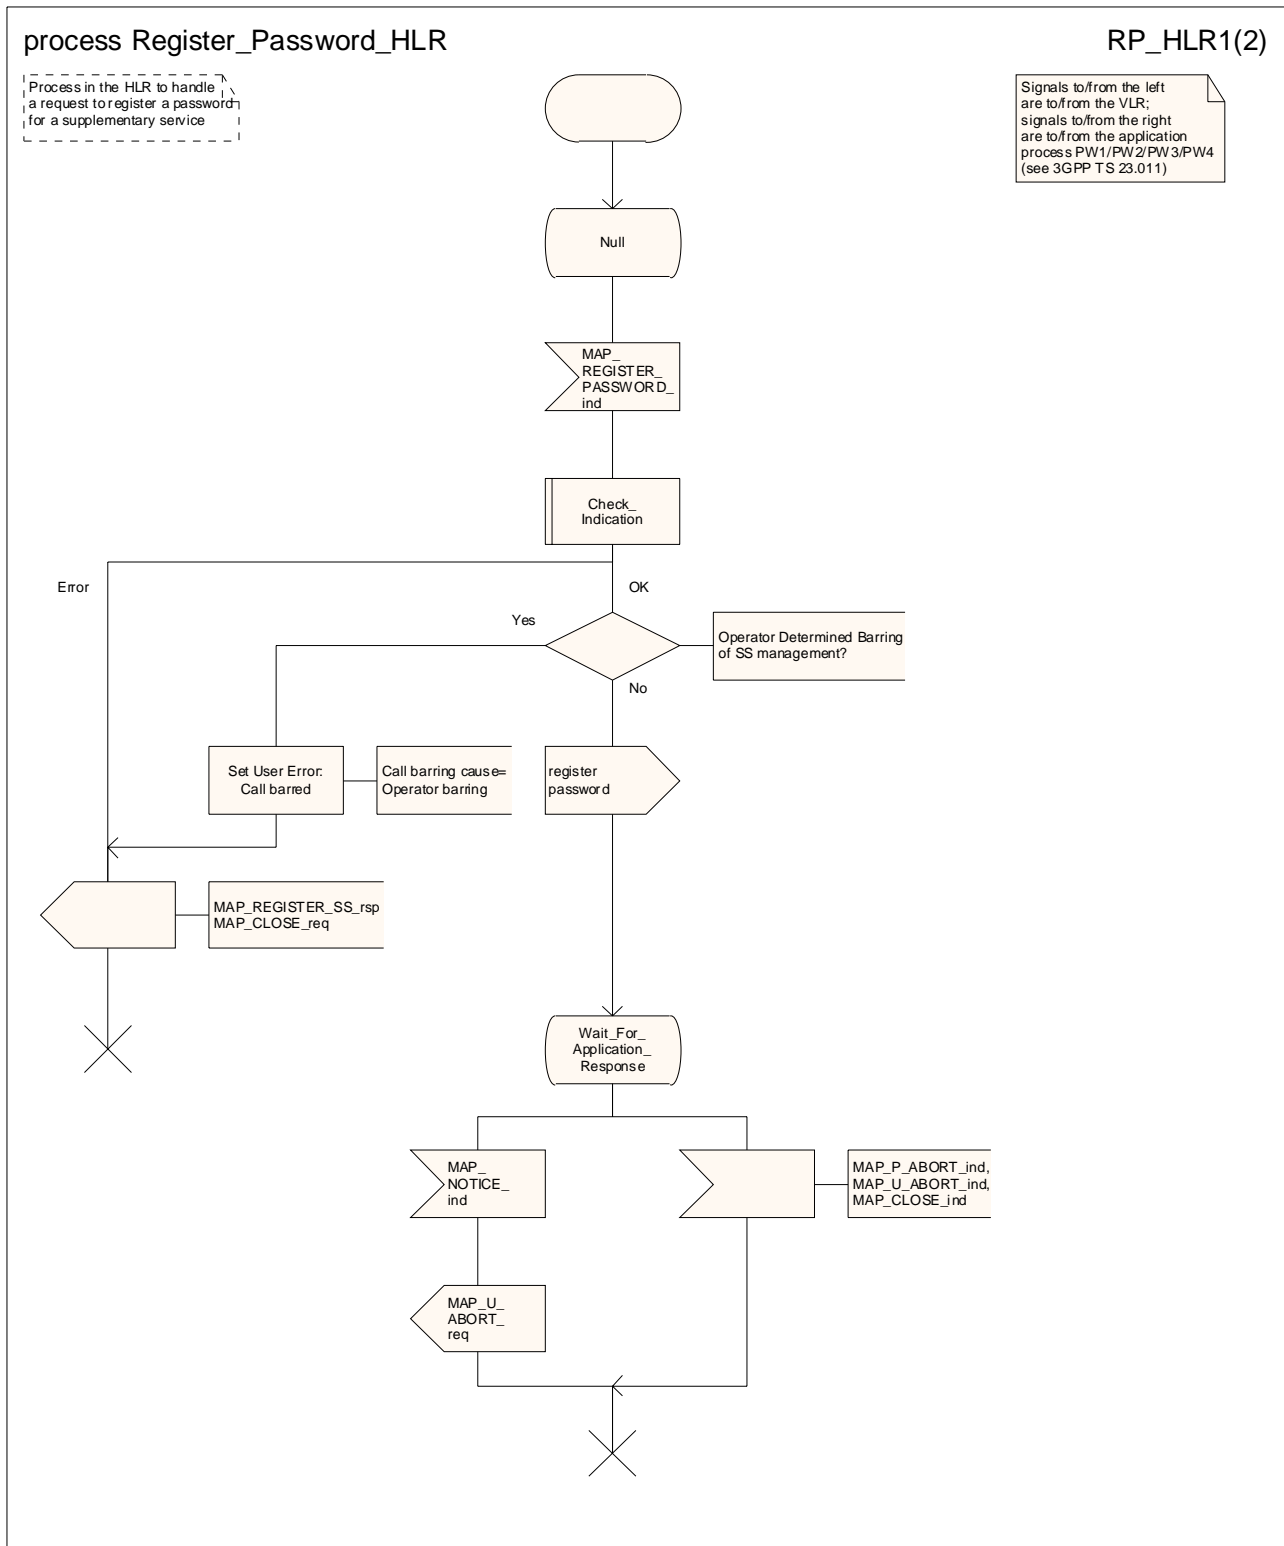 process Register_Password_HLR
RP_HLR1(2)
Process in the HLR to handle
a request to register a password
for a supplementary service
Signals to/from the left
are to/from the VLR;
signals to/from the right
are to/from the application
process PW1/PW2/PW3/PW4
(see 3GPP TS 23.011)
Null
MAP_
REGISTER_
PASSWORD_
ind
Check_
Indication
Error
OK
Yes
Operator Determined Barring
of SS management?
No
Set User Error:
Call barred
Call barring cause=
Operator barring
register
password
MAP_REGISTER_SS_rsp
MAP_CLOSE_req
Wait_For_
Application_
Response
MAP_
NOTICE_
ind
MAP_P_ABORT_ind,
MAP_U_ABORT_ind,
MAP_CLOSE_ind
MAP_U_
ABORT_
req